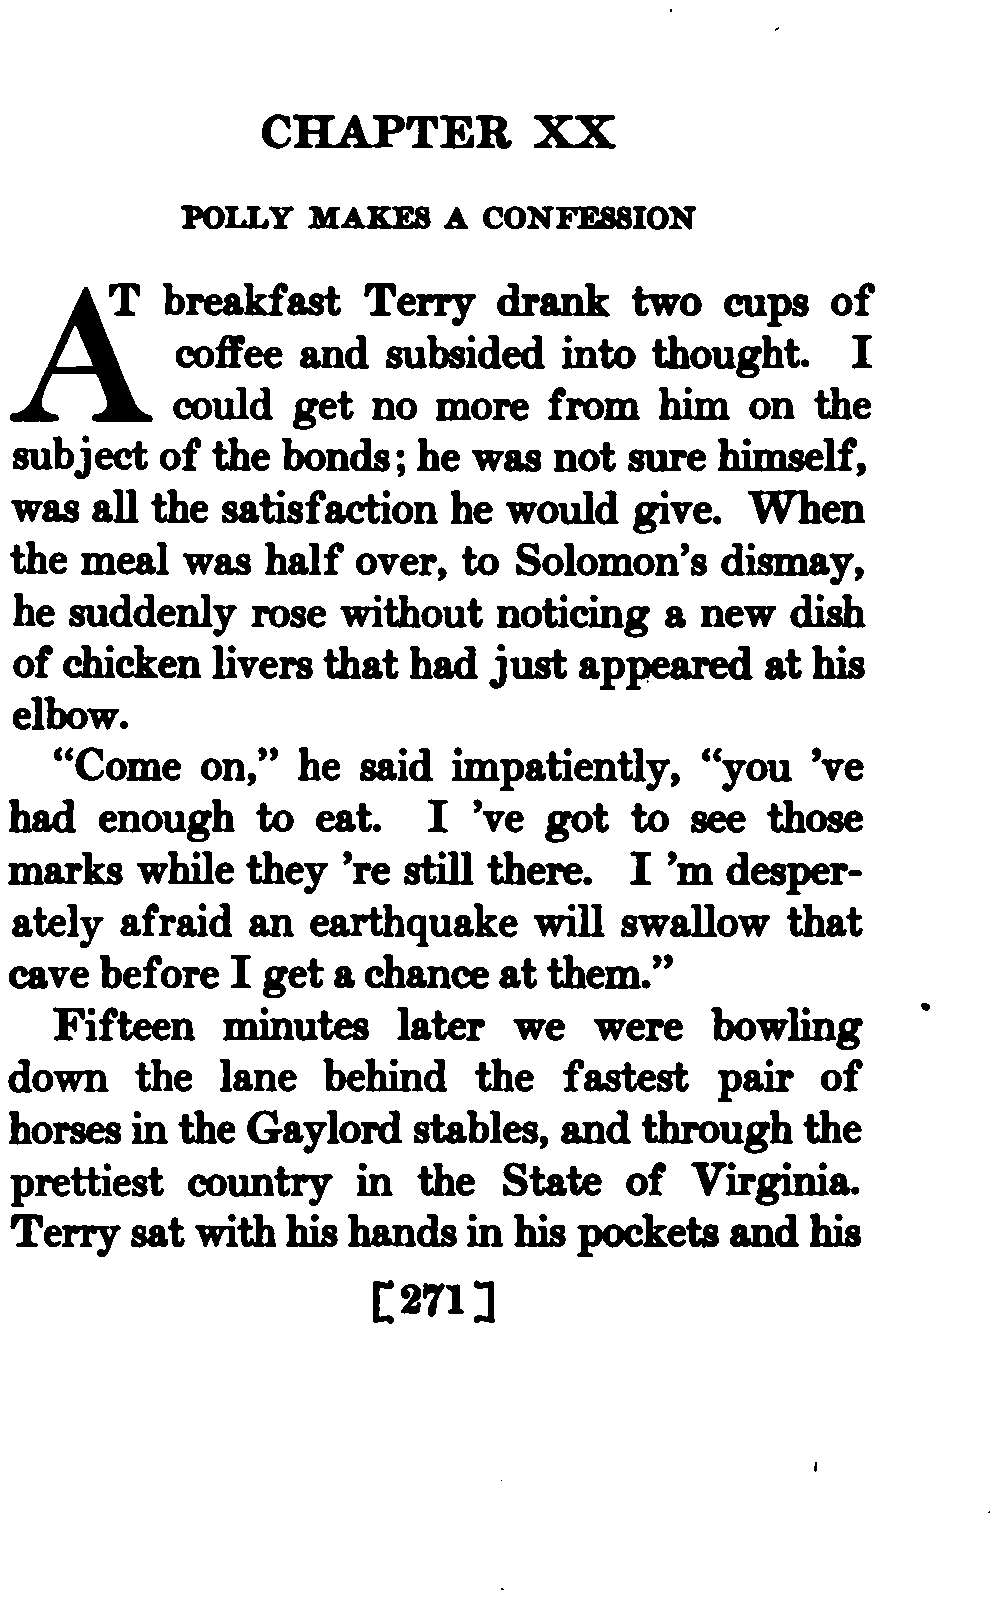 CHAPTER XX
POLLY MAKES A CONFESSION
AT breakfast Terry drank two cups of
coffee and subsided into thought. I
could get no more from him on the
subject of the bonds; he was not sure himself,
was all the satisfaction he would give. When
the meal was half over, to Solomon's dismay,
he suddenly rose without noticing a new dish
of chicken livers that had just appeared at his
elbow.
"Come on," he said impatiently, "you 've
had enough to eat. I 've got to see those
marks while they 're still there. I 'm desper-
ately afraid an earthquake will swallow that
cave before I get a chance at them."
Fifteen minutes later we were bowling
down the lane behind the fastest pair of
horses in the Gaylord stables, and through the
prettiest country in the State of Virginia.
Terry sat with his hands in his pockets and his
[271]